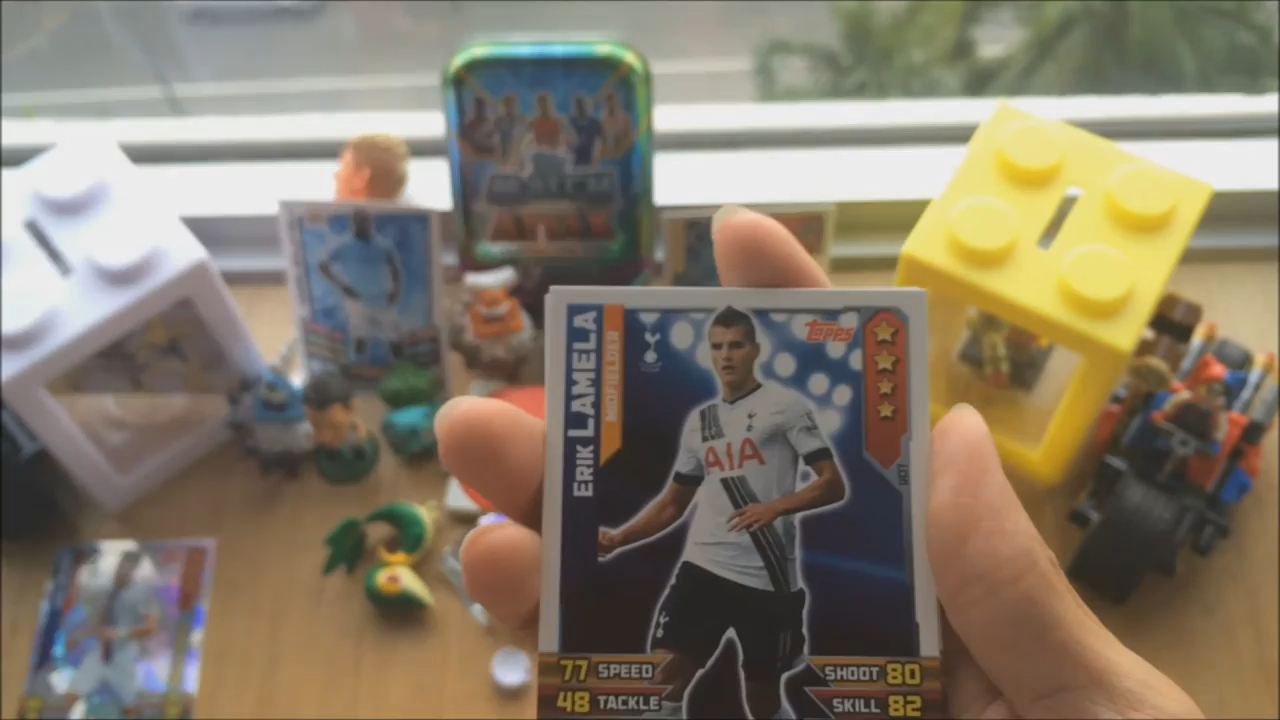 ERIK LAMELA
MIDFIELDER
Topps
AIA
77 SPEED
SHOOT 80
48 TACKLE
SKILL 82